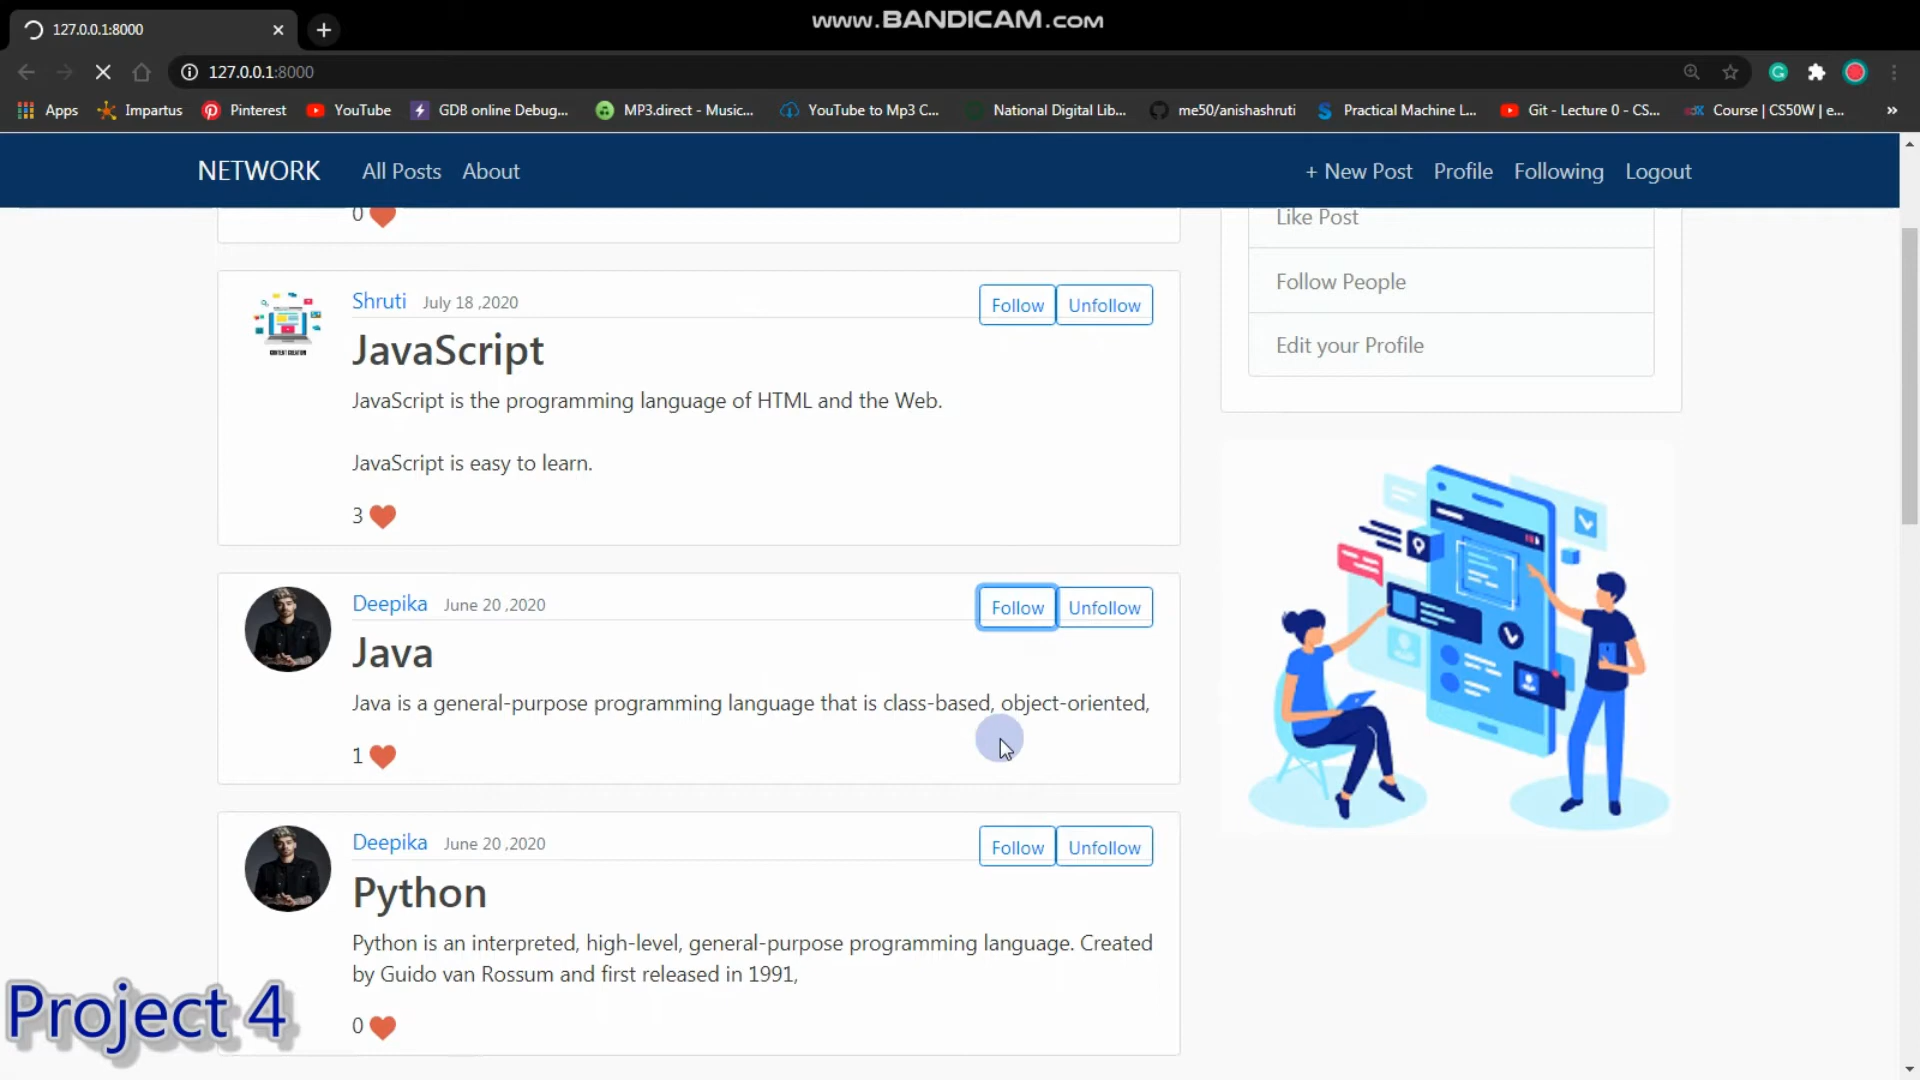 www.BANDICAM.com
127.0.0.1:8000
127.0.0.1:8000
Apps Impartus Pinterest YouTube GDB online Debug... MP3.direct - Music... YouTube to Mp3 C... National Digital Lib... me50/anishashruti Practical Machine L... Git - Lecture 0 - CS... Course | CS50W | e... »
NETWORK All Posts About + New Post Profile Following Logout
0
Like Post
Follow People
Edit your Profile
Shruti July 18 ,2020 Follow Unfollow
JavaScript
JavaScript is the programming language of HTML and the Web.
JavaScript is easy to learn.
3
Deepika June 20 ,2020 Follow Unfollow
Java
Java is a general-purpose programming language that is class-based, object-oriented,
1
Deepika June 20 ,2020 Follow Unfollow
Python
Python is an interpreted, high-level, general-purpose programming language. Created
by Guido van Rossum and first released in 1991,
0
Project 4